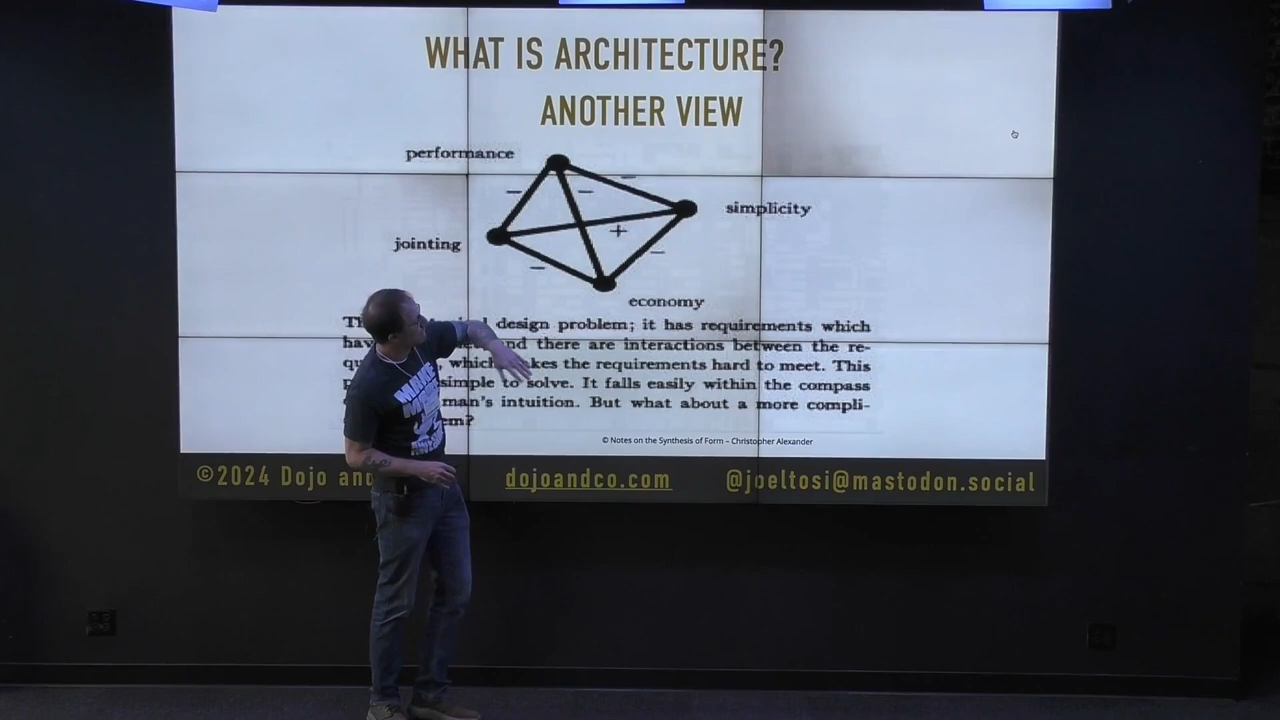 WHAT IS ARCHITECTURE?
ANOTHER VIEW
performance
simplicity
jointing
economy
design problem; it has requirements which
and there are interactions between the re-
which the requirements hard to meet. This
simple to solve. It falls easily within the compass
man's intuition. But what about a more compli-
© Notes on the Synthesis of Form – Christopher Alexander
©2024 Dojo and
dojoandco.com
@joeltosi@mastodon.social
MAKE